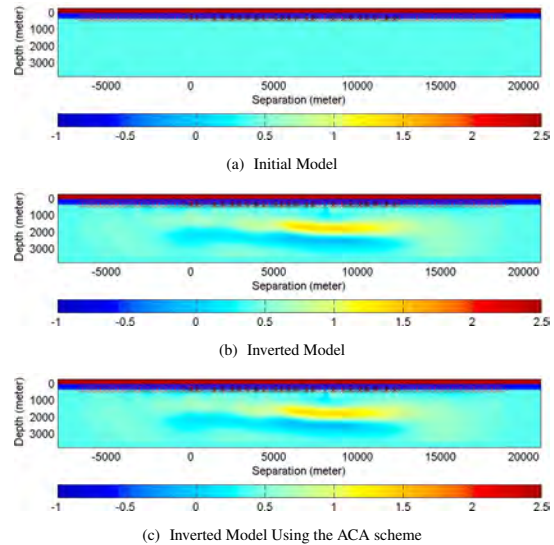 Depth (meter)
0
1000
2000
3000
-5000 0 5000 10000 15000 20000
Separation (meter)
-1 -0.5 0 0.5 1 1.5 2 2.5
(a) Initial Model
Depth (meter)
0
1000
2000
3000
-5000 0 5000 10000 15000 20000
Separation (meter)
-1 -0.5 0 0.5 1 1.5 2 2.5
(b) Inverted Model
Depth (meter)
0
1000
2000
3000
-5000 0 5000 10000 15000 20000
Separation (meter)
-1 -0.5 0 0.5 1 1.5 2 2.5
(c) Inverted Model Using the ACA scheme